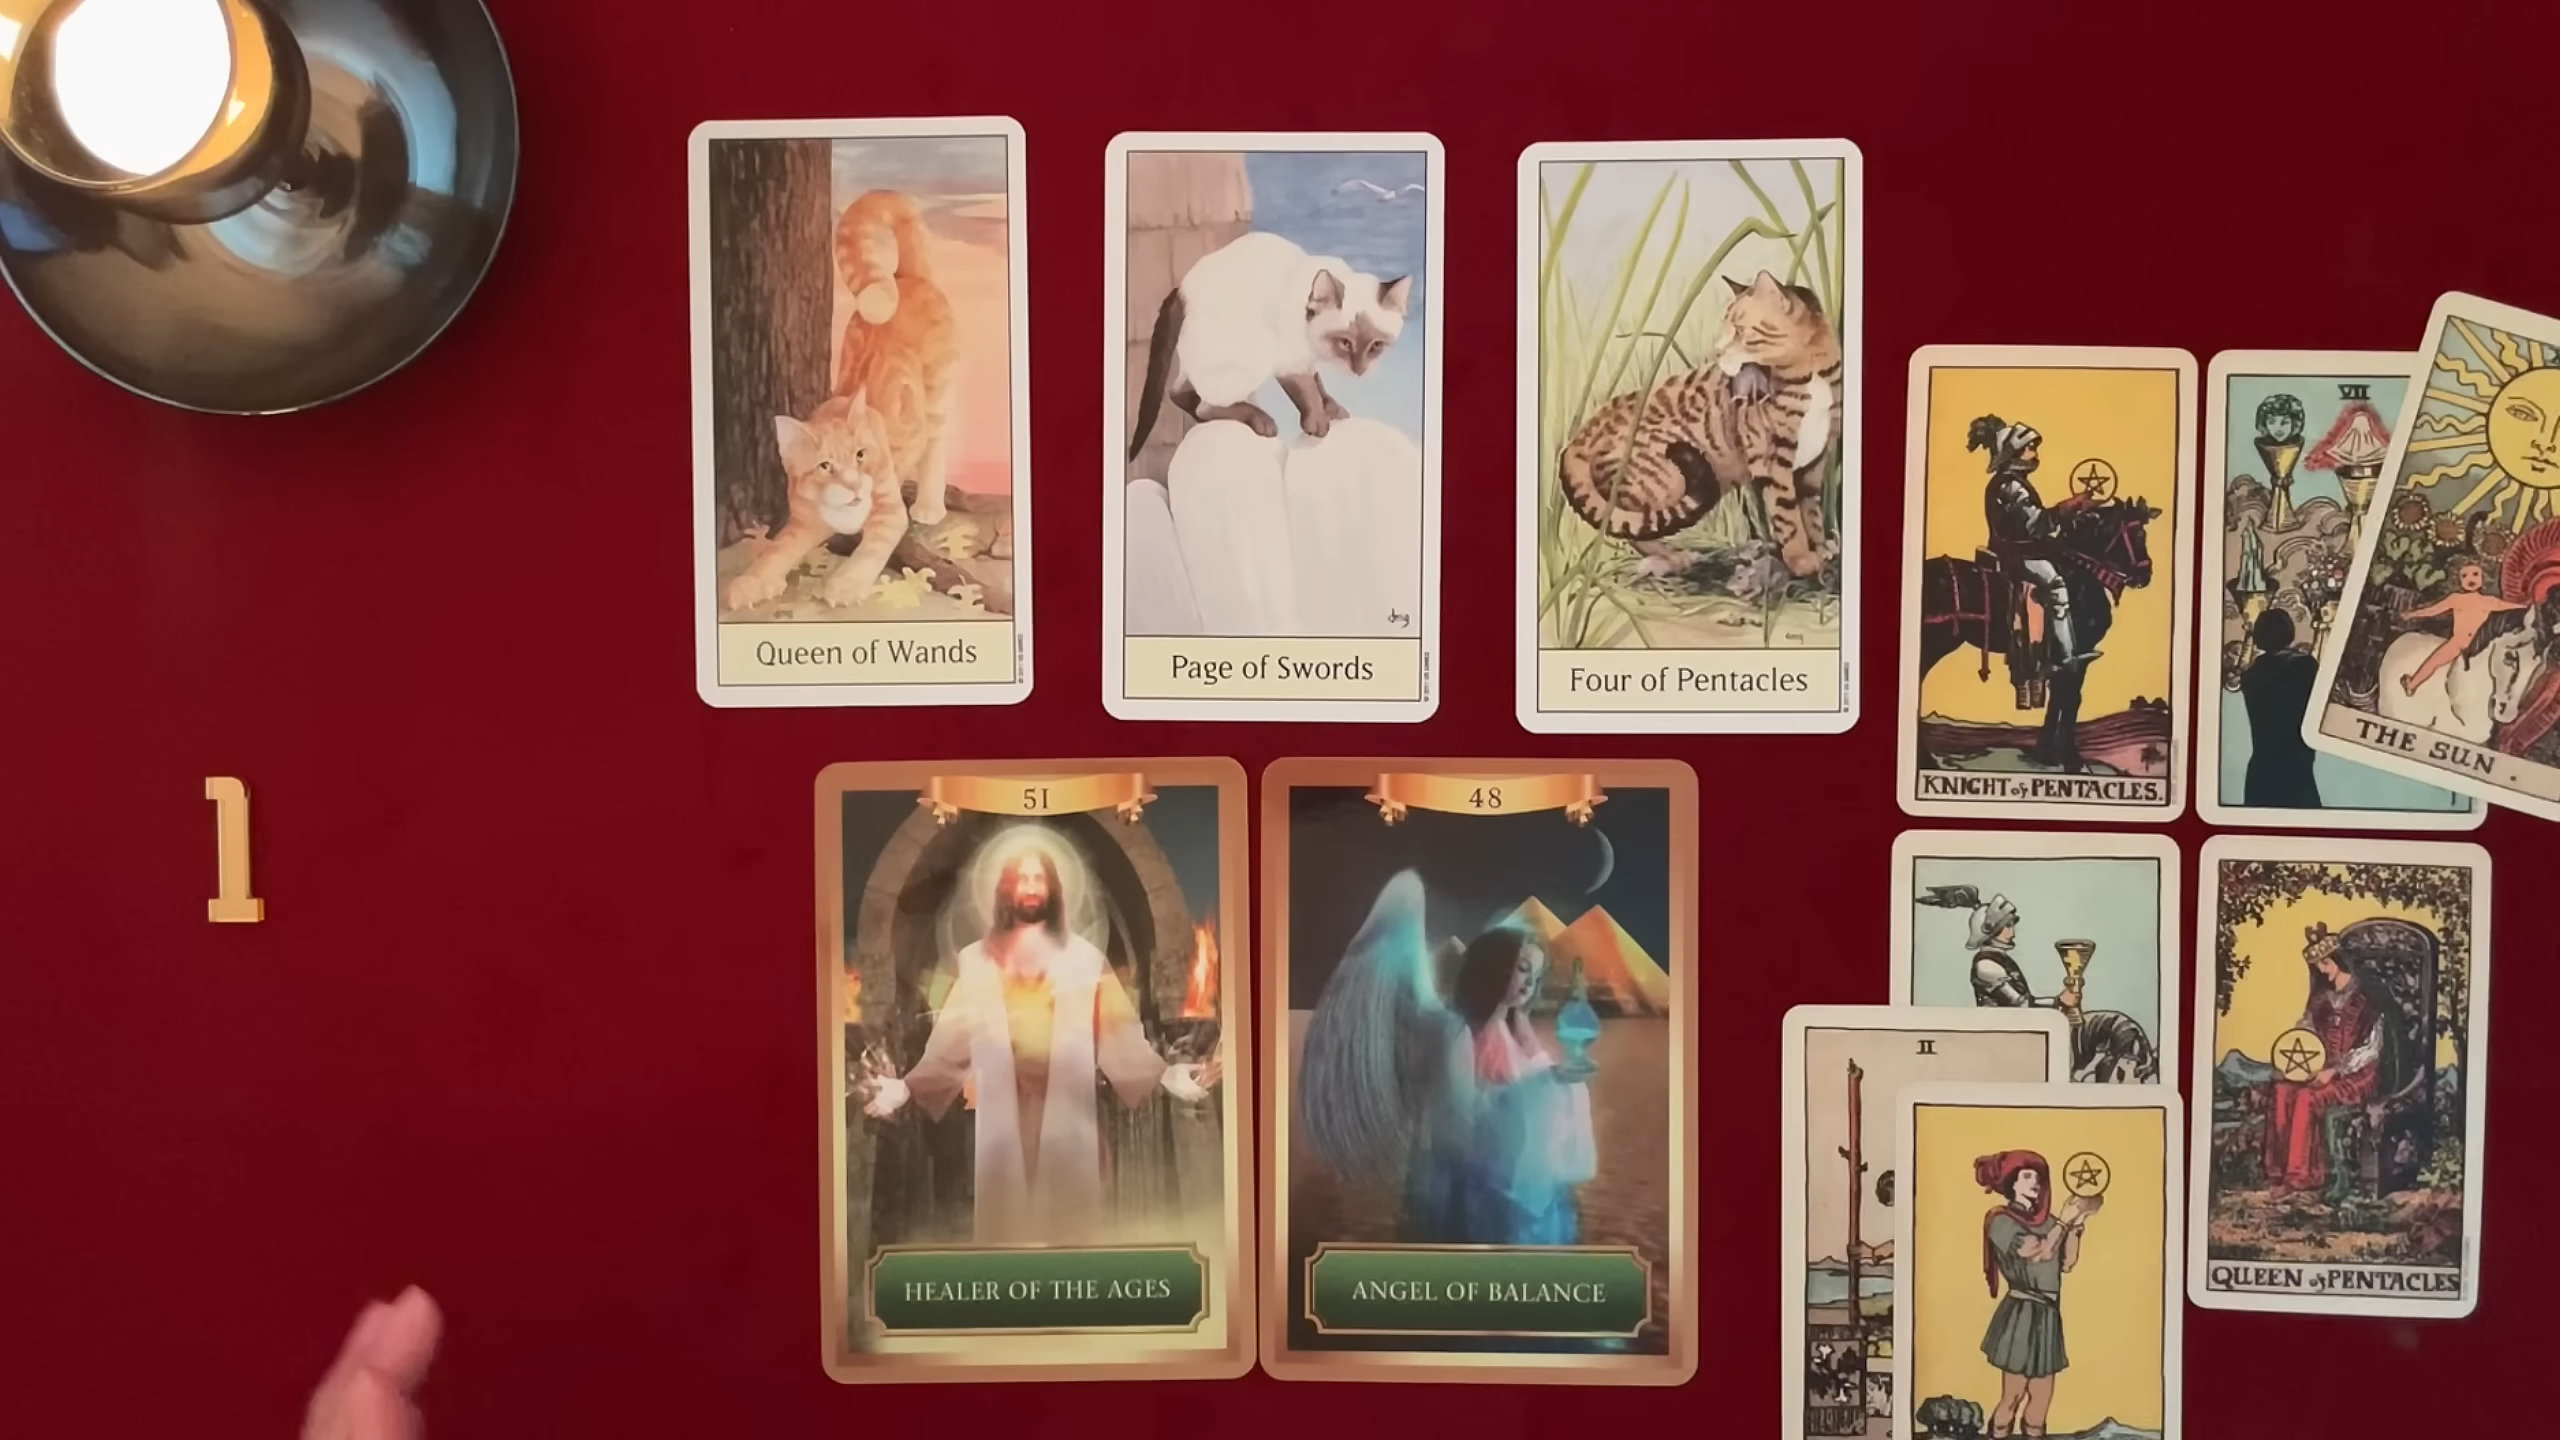 Queen of Wands
Page of Swords
Four of Pentacles
VII
THE SUN.
KNIGHT of PENTACLES.
1
51
HEALER OF THE AGES
48
ANGEL OF BALANCE
II
QUEEN of PENTACLES